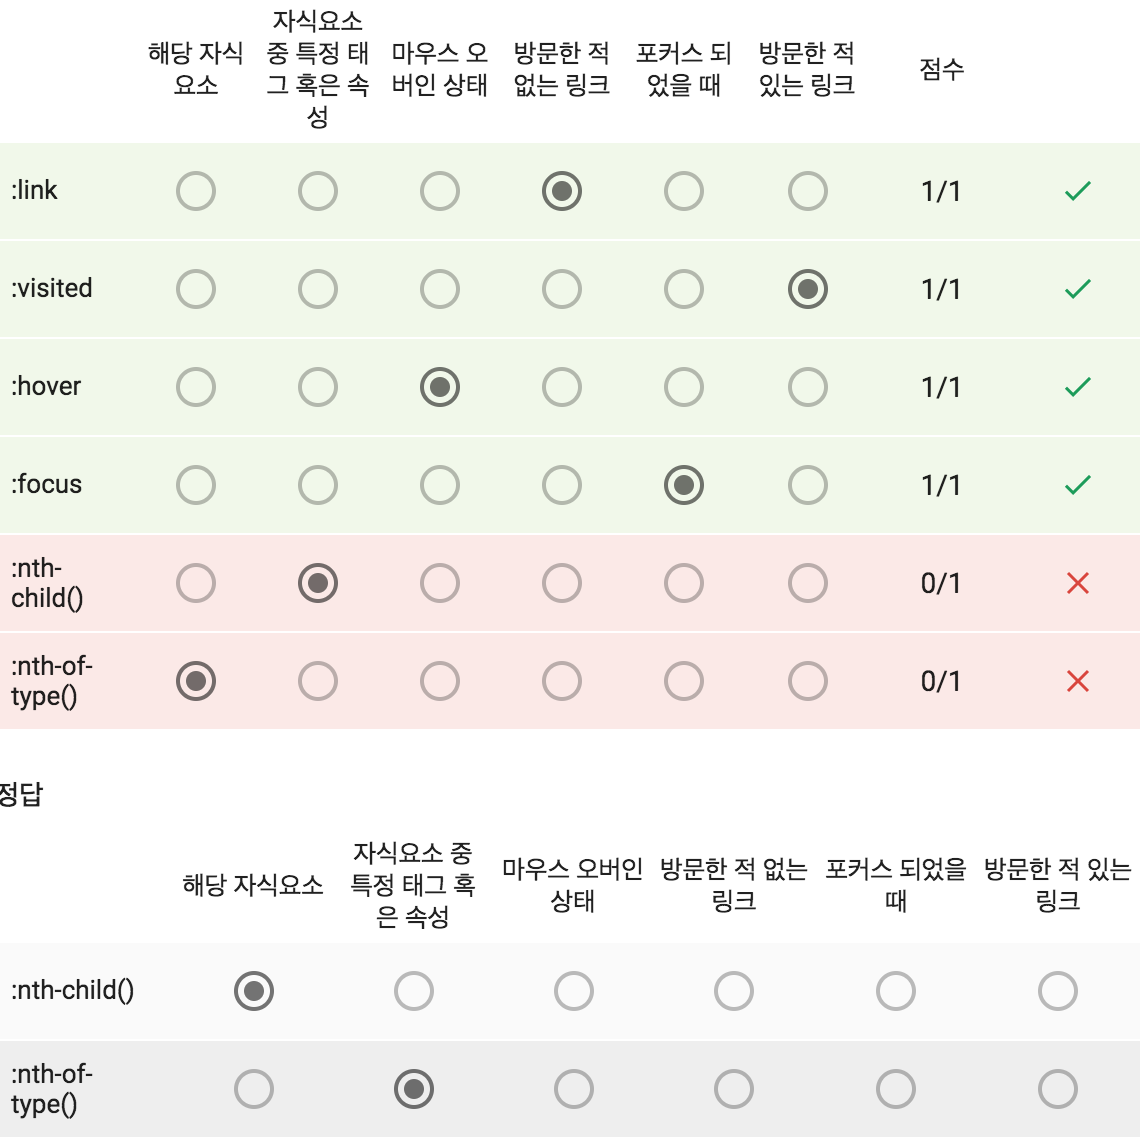 해당 자식
요소
자식요소
중 특정 태
그 혹은 속
성
마우스 오
버인 상태
방문한 적
없는 링크
포커스 되
었을 때
방문한 적
있는 링크
점수
:link 1/1
:visited 1/1
:hover 1/1
:focus 1/1
:nth-
child() 0/1
:nth-of-
type() 0/1
정답
해당 자식요소
자식요소 중
특정 태그 혹
은 속성
마우스 오버인
상태
방문한 적 없는
링크
포커스 되었을
때
방문한 적 있는
링크
:nth-child()
:nth-of-
type()